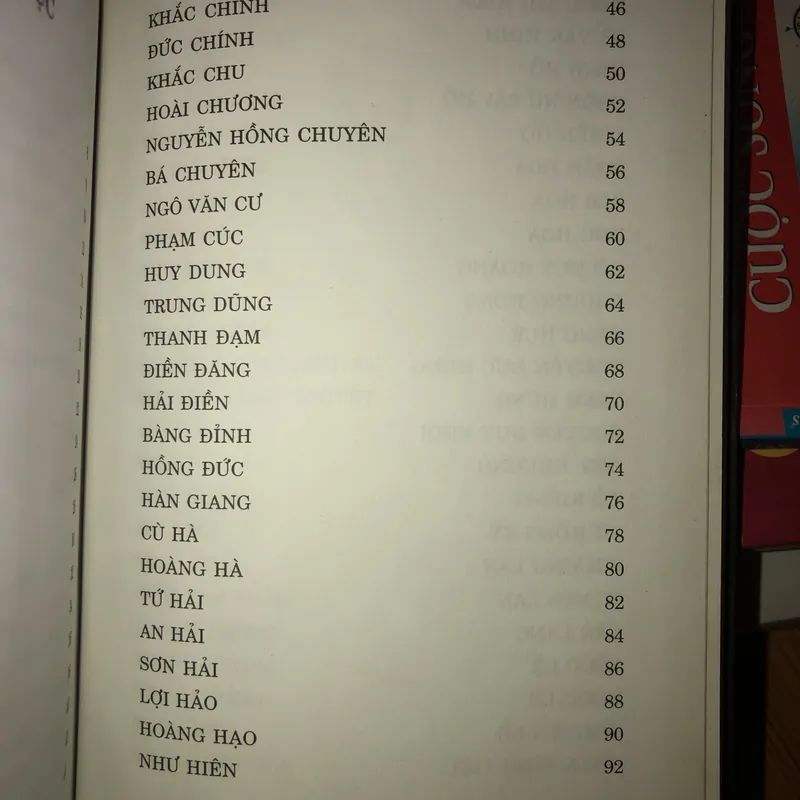 KHẮC CHINH 46
ĐỨC CHÍNH 48
KHẮC CHU 50
HOÀI CHƯƠNG 52
NGUYỄN HỒNG CHUYÊN 54
BÁ CHUYÊN 56
NGÔ VĂN CƯ 58
PHẠM CÚC 60
HUY DUNG 62
TRUNG DŨNG 64
THANH ĐẠM 66
ĐIỀN ĐĂNG 68
HẢI ĐIỀN 70
BÀNG ĐỈNH 72
HỒNG ĐỨC 74
HÀN GIANG 76
CÙ HÀ 78
HOÀNG HÀ 80
TỨ HẢI 82
AN HẢI 84
SƠN HẢI 86
LỢI HẢO 88
HOÀNG HẠO 90
NHƯ HIÊN 92
CUỘC SỐNG